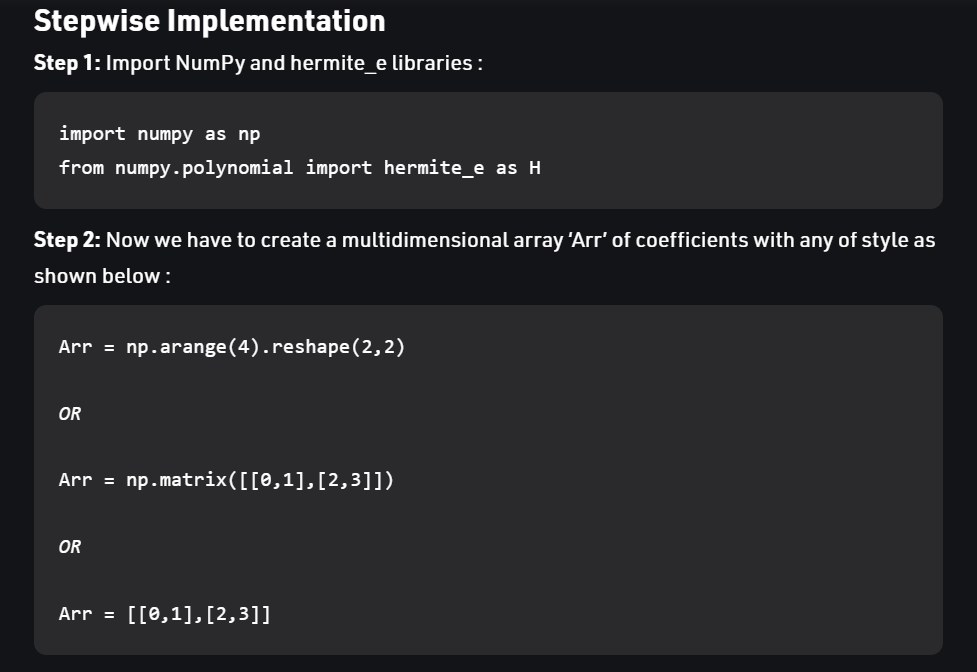 Stepwise Implementation
Step 1: Import NumPy and hermite_e libraries :
import numpy as np
from numpy.polynomial import hermite_e as H
Step 2: Now we have to create a multidimensional array ‘Arr’ of coefficients with any of style as
shown below :
Arr = np.arange(4).reshape(2,2)
OR
Arr = np.matrix([[0,1],[2,3]])
OR
Arr = [[0,1],[2,3]]